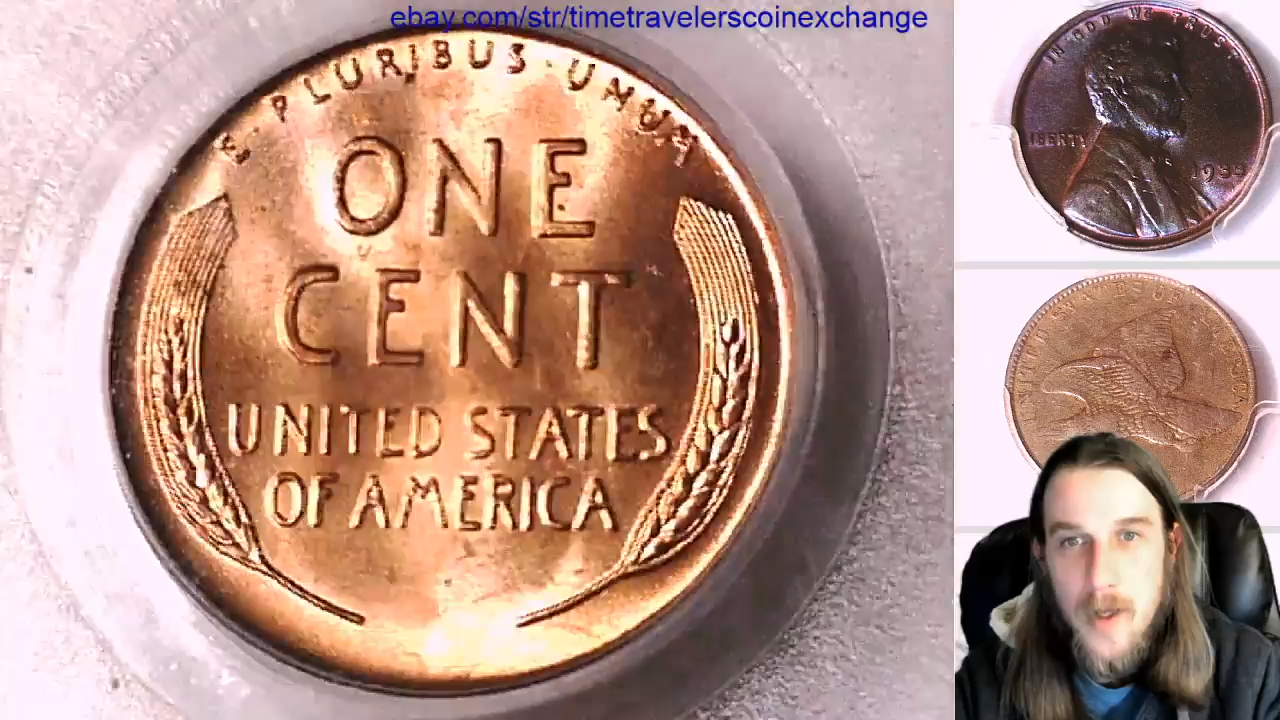 ebay.com/str/timetravelerscoinexchange
E · PLURIBUS · UNUM
ONE
CENT
UNITED STATES
OF AMERICA
IN GOD WE TRUST
LIBERTY